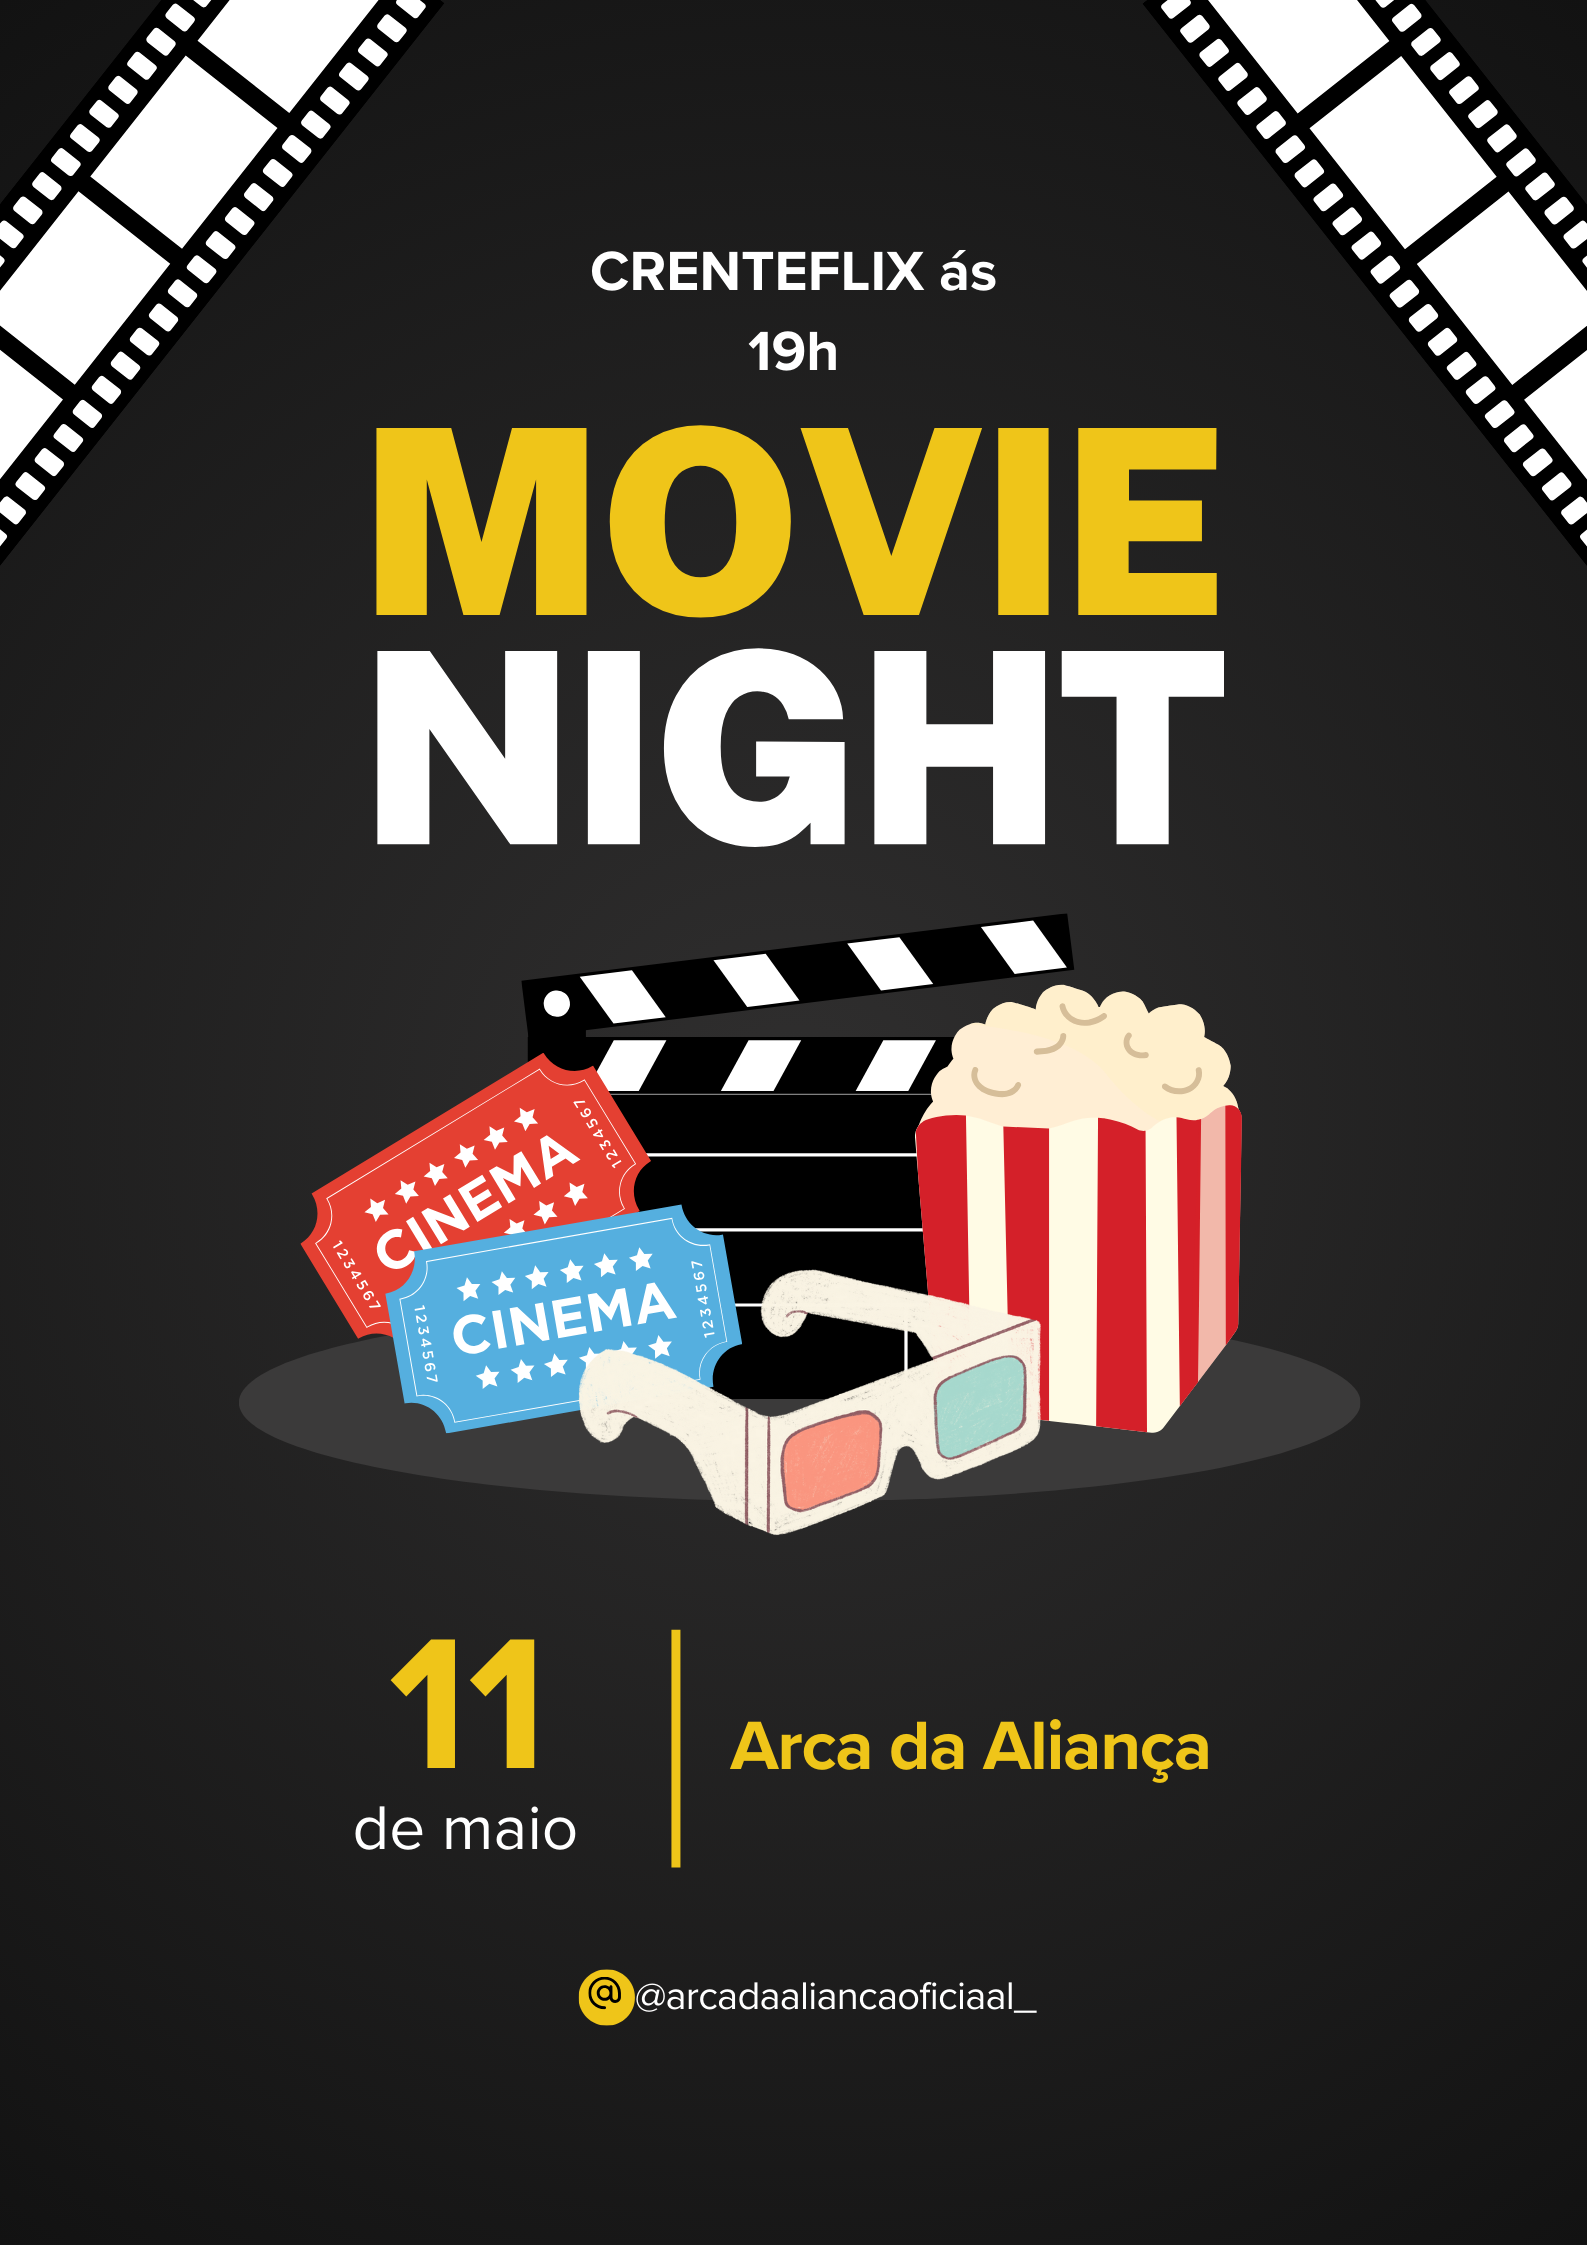 CRENTEFLIX ás
19h
MOVIE
NIGHT
1234567
CINEMA
1234567
1234567
CINEMA
1234567
11
de maio
Arca da Aliança
@
@arcadaaliancaoficiaal_